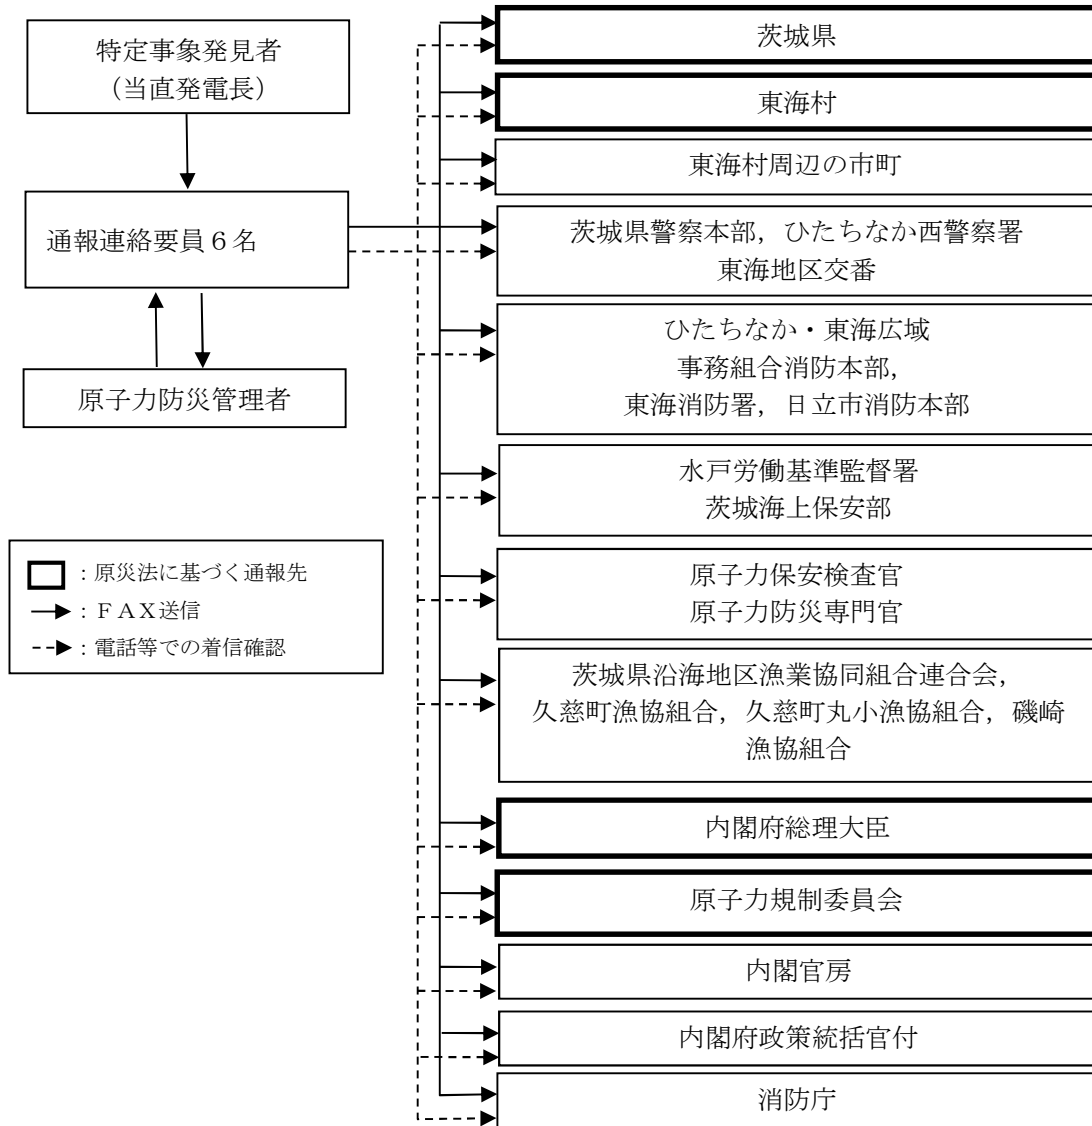 特定事象発見者
（当直発電長）
通報連絡要員６名
原子力防災管理者
：原災法に基づく通報先
：ＦＡＸ送信
：電話等での着信確認
茨城県
東海村
東海村周辺の市町
茨城県警察本部，ひたちなか西警察署
東海地区交番
ひたちなか・東海広域
事務組合消防本部，
東海消防署，日立市消防本部
水戸労働基準監督署
茨城海上保安部
原子力保安検査官
原子力防災専門官
茨城県沿海地区漁業協同組合連合会，
久慈町漁協組合，久慈町丸小漁協組合，磯崎
漁協組合
内閣府総理大臣
原子力規制委員会
内閣官房
内閣府政策統括官付
消防庁